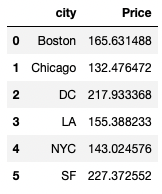 city Price
0 Boston 165.631488
1 Chicago 132.476472
2 DC 217.933368
3 LA 155.388233
4 NYC 143.024576
5 SF 227.372552